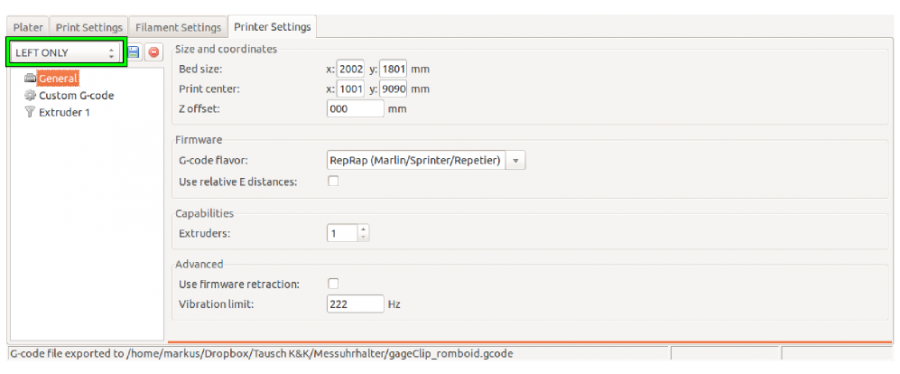 Plater Print Settings Filament Settings Printer Settings
LEFT ONLY
General
Custom G-code
Extruder 1
Size and coordinates
Bed size: x: 2002 y: 1801 mm
Print center: x: 1001 y: 9090 mm
Z offset: 000 mm
Firmware
G-code flavor: RepRap (Marlin/Sprinter/Repetier)
Use relative E distances:
Capabilities
Extruders: 1
Advanced
Use firmware retraction:
Vibration limit: 222 Hz
G-code file exported to /home/markus/Dropbox/Tausch K&K/Messuhrhalter/gageClip_romboid.gcode